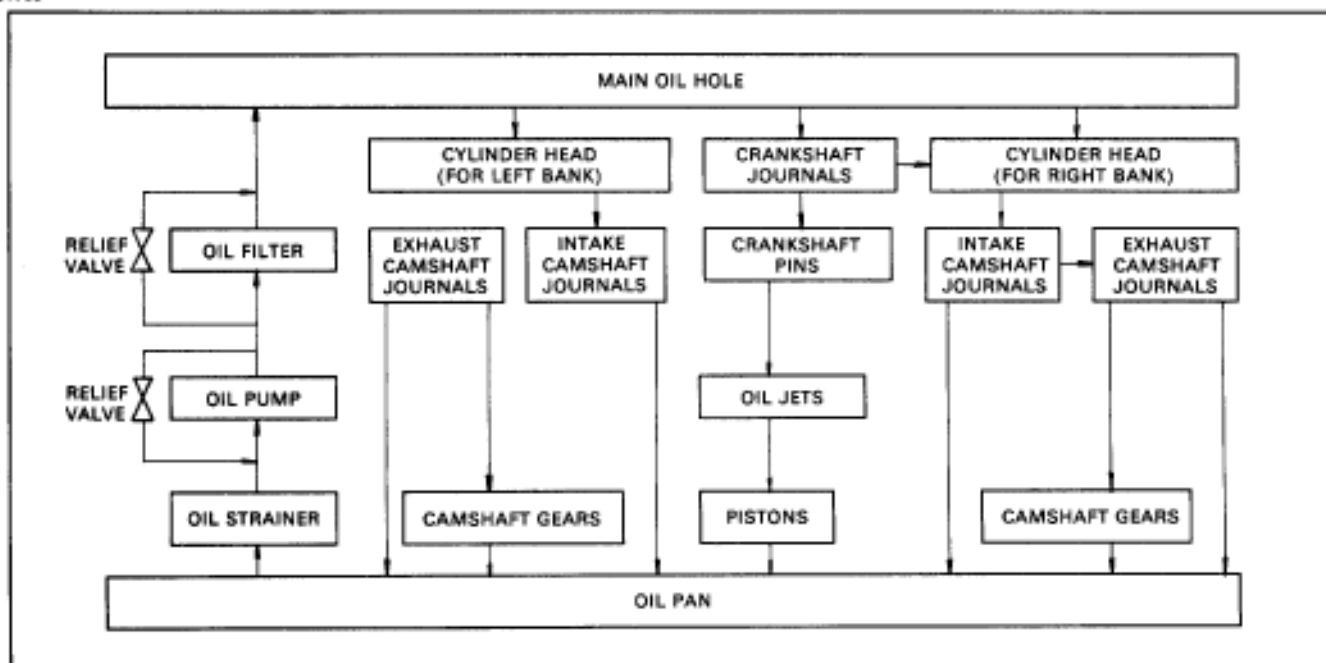 MAIN OIL HOLE
CYLINDER HEAD
(FOR LEFT BANK)
CRANKSHAFT
JOURNALS
CYLINDER HEAD
(FOR RIGHT BANK)
RELIEF
VALVE
OIL FILTER
EXHAUST
CAMSHAFT
JOURNALS
INTAKE
CAMSHAFT
JOURNALS
CRANKSHAFT
PINS
INTAKE
CAMSHAFT
JOURNALS
EXHAUST
CAMSHAFT
JOURNALS
RELIEF
VALVE
OIL PUMP
OIL JETS
OIL STRAINER
CAMSHAFT GEARS
PISTONS
CAMSHAFT GEARS
OIL PAN